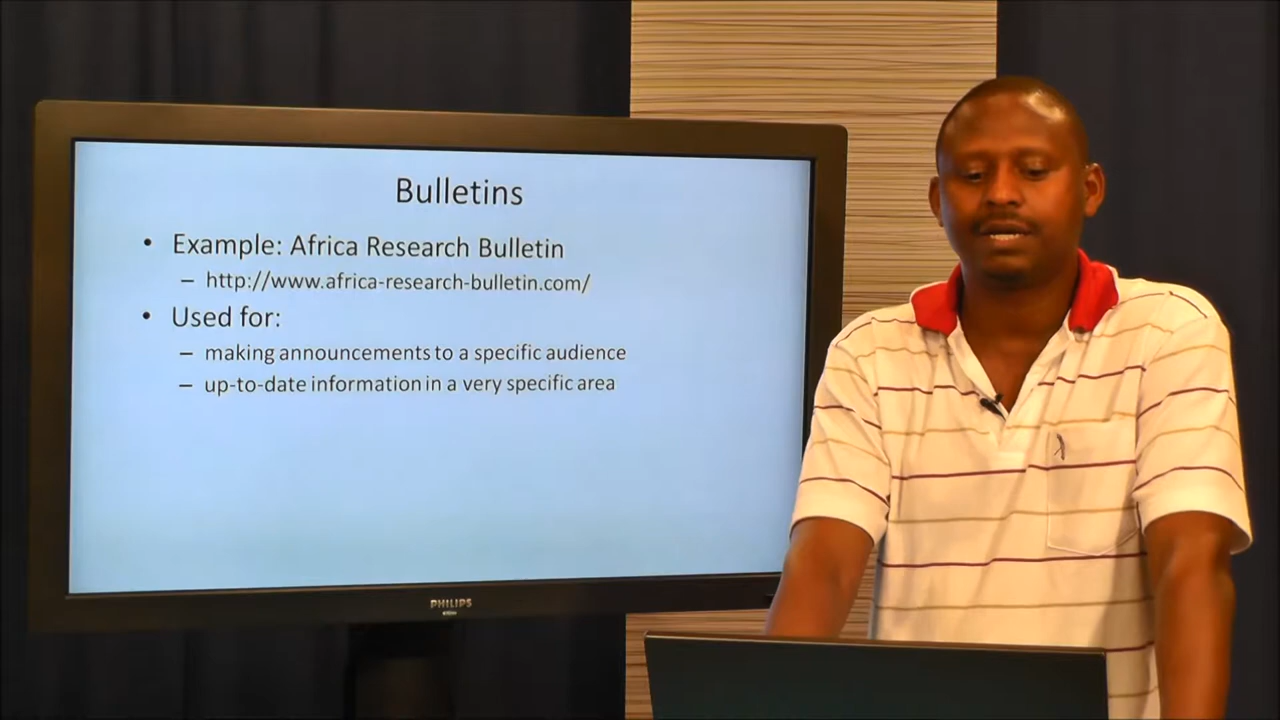 Bulletins
• Example: Africa Research Bulletin
– http://www.africa-research-bulletin.com/
• Used for:
– making announcements to a specific audience
– up-to-date information in a very specific area
PHILIPS